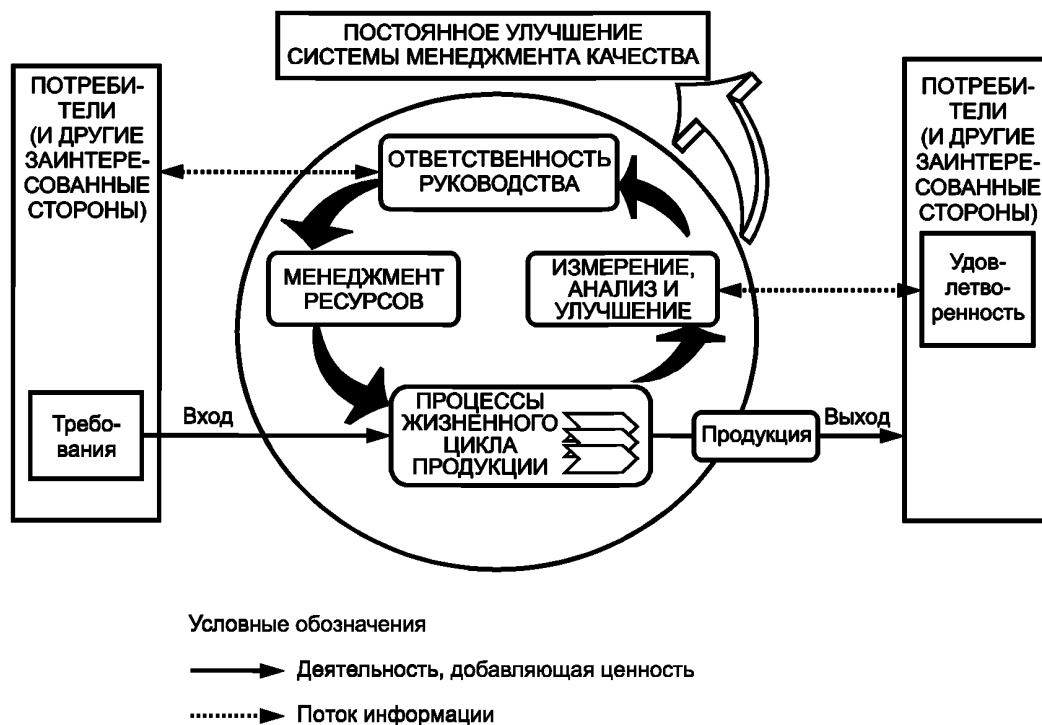 ПОСТОЯННОЕ УЛУЧШЕНИЕ
СИСТЕМЫ МЕНЕДЖМЕНТА КАЧЕСТВА
ПОТРЕБИ-
ТЕЛИ
(И ДРУГИЕ
ЗАИНТЕРЕ-
СОВАННЫЕ
СТОРОНЫ)
Требо-
вания
Вход
ОТВЕТСТВЕННОСТЬ
РУКОВОДСТВА
МЕНЕДЖМЕНТ
РЕСУРСОВ
ИЗМЕРЕНИЕ,
АНАЛИЗ И
УЛУЧШЕНИЕ
ПРОЦЕССЫ
ЖИЗНЕННОГО
ЦИКЛА
ПРОДУКЦИИ
Продукция
Выход
ПОТРЕБИ-
ТЕЛИ
(И ДРУГИЕ
ЗАИНТЕРЕ-
СОВАННЫЕ
СТОРОНЫ)
Удов-
летво-
ренность
Условные обозначения
Деятельность, добавляющая ценность
Поток информации